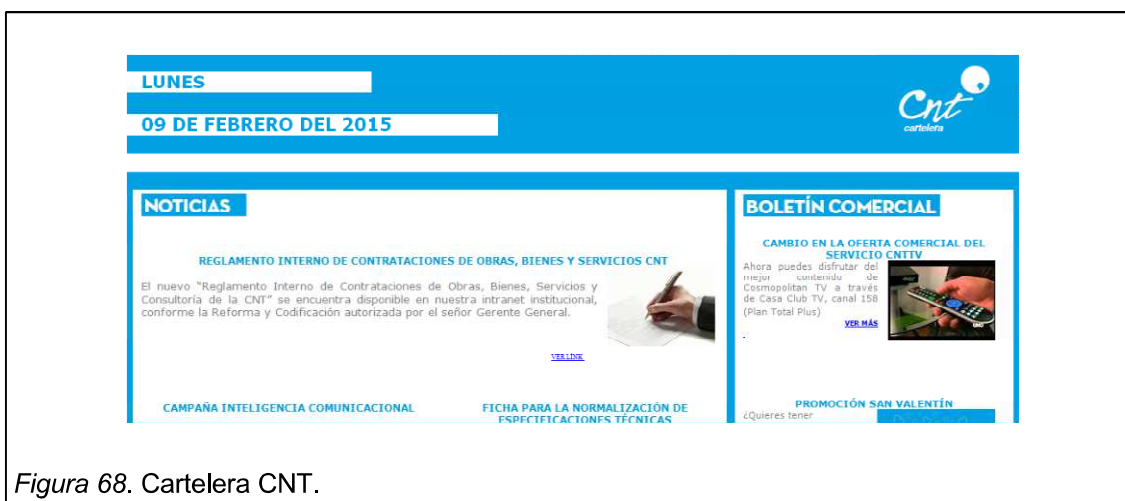 LUNES
09 DE FEBRERO DEL 2015
Cnt
cartelera
NOTICIAS
REGLAMENTO INTERNO DE CONTRATACIONES DE OBRAS, BIENES Y SERVICIOS CNT
El nuevo "Reglamento Interno de Contrataciones de Obras, Bienes, Servicios y
Consultoría de la CNT" se encuentra disponible en nuestra intranet institucional,
conforme la Reforma y Codificación autorizada por el señor Gerente General.
VER LINK
CAMPAÑA INTELIGENCIA COMUNICACIONAL
FICHA PARA LA NORMALIZACIÓN DE
ESPECIFICACIONES TÉCNICAS
BOLETÍN COMERCIAL
CAMBIO EN LA OFERTA COMERCIAL DEL
SERVICIO CNTTV
Ahora puedes disfrutar del
mejor contenido de
Cosmopolitan TV a través
de Casa Club TV, canal 158
(Plan Total Plus)
VER MÁS
.
PROMOCIÓN SAN VALENTÍN
¿Quieres tener
Figura 68. Cartelera CNT.